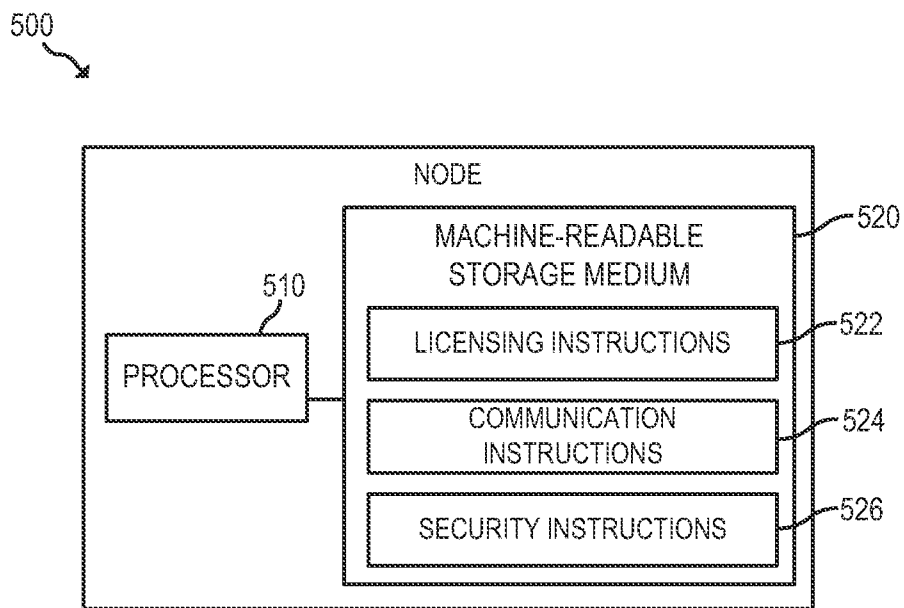 500
NODE
MACHINE-READABLE
STORAGE MEDIUM
520
510
PROCESSOR
LICENSING INSTRUCTIONS
522
COMMUNICATION
INSTRUCTIONS
524
SECURITY INSTRUCTIONS
526